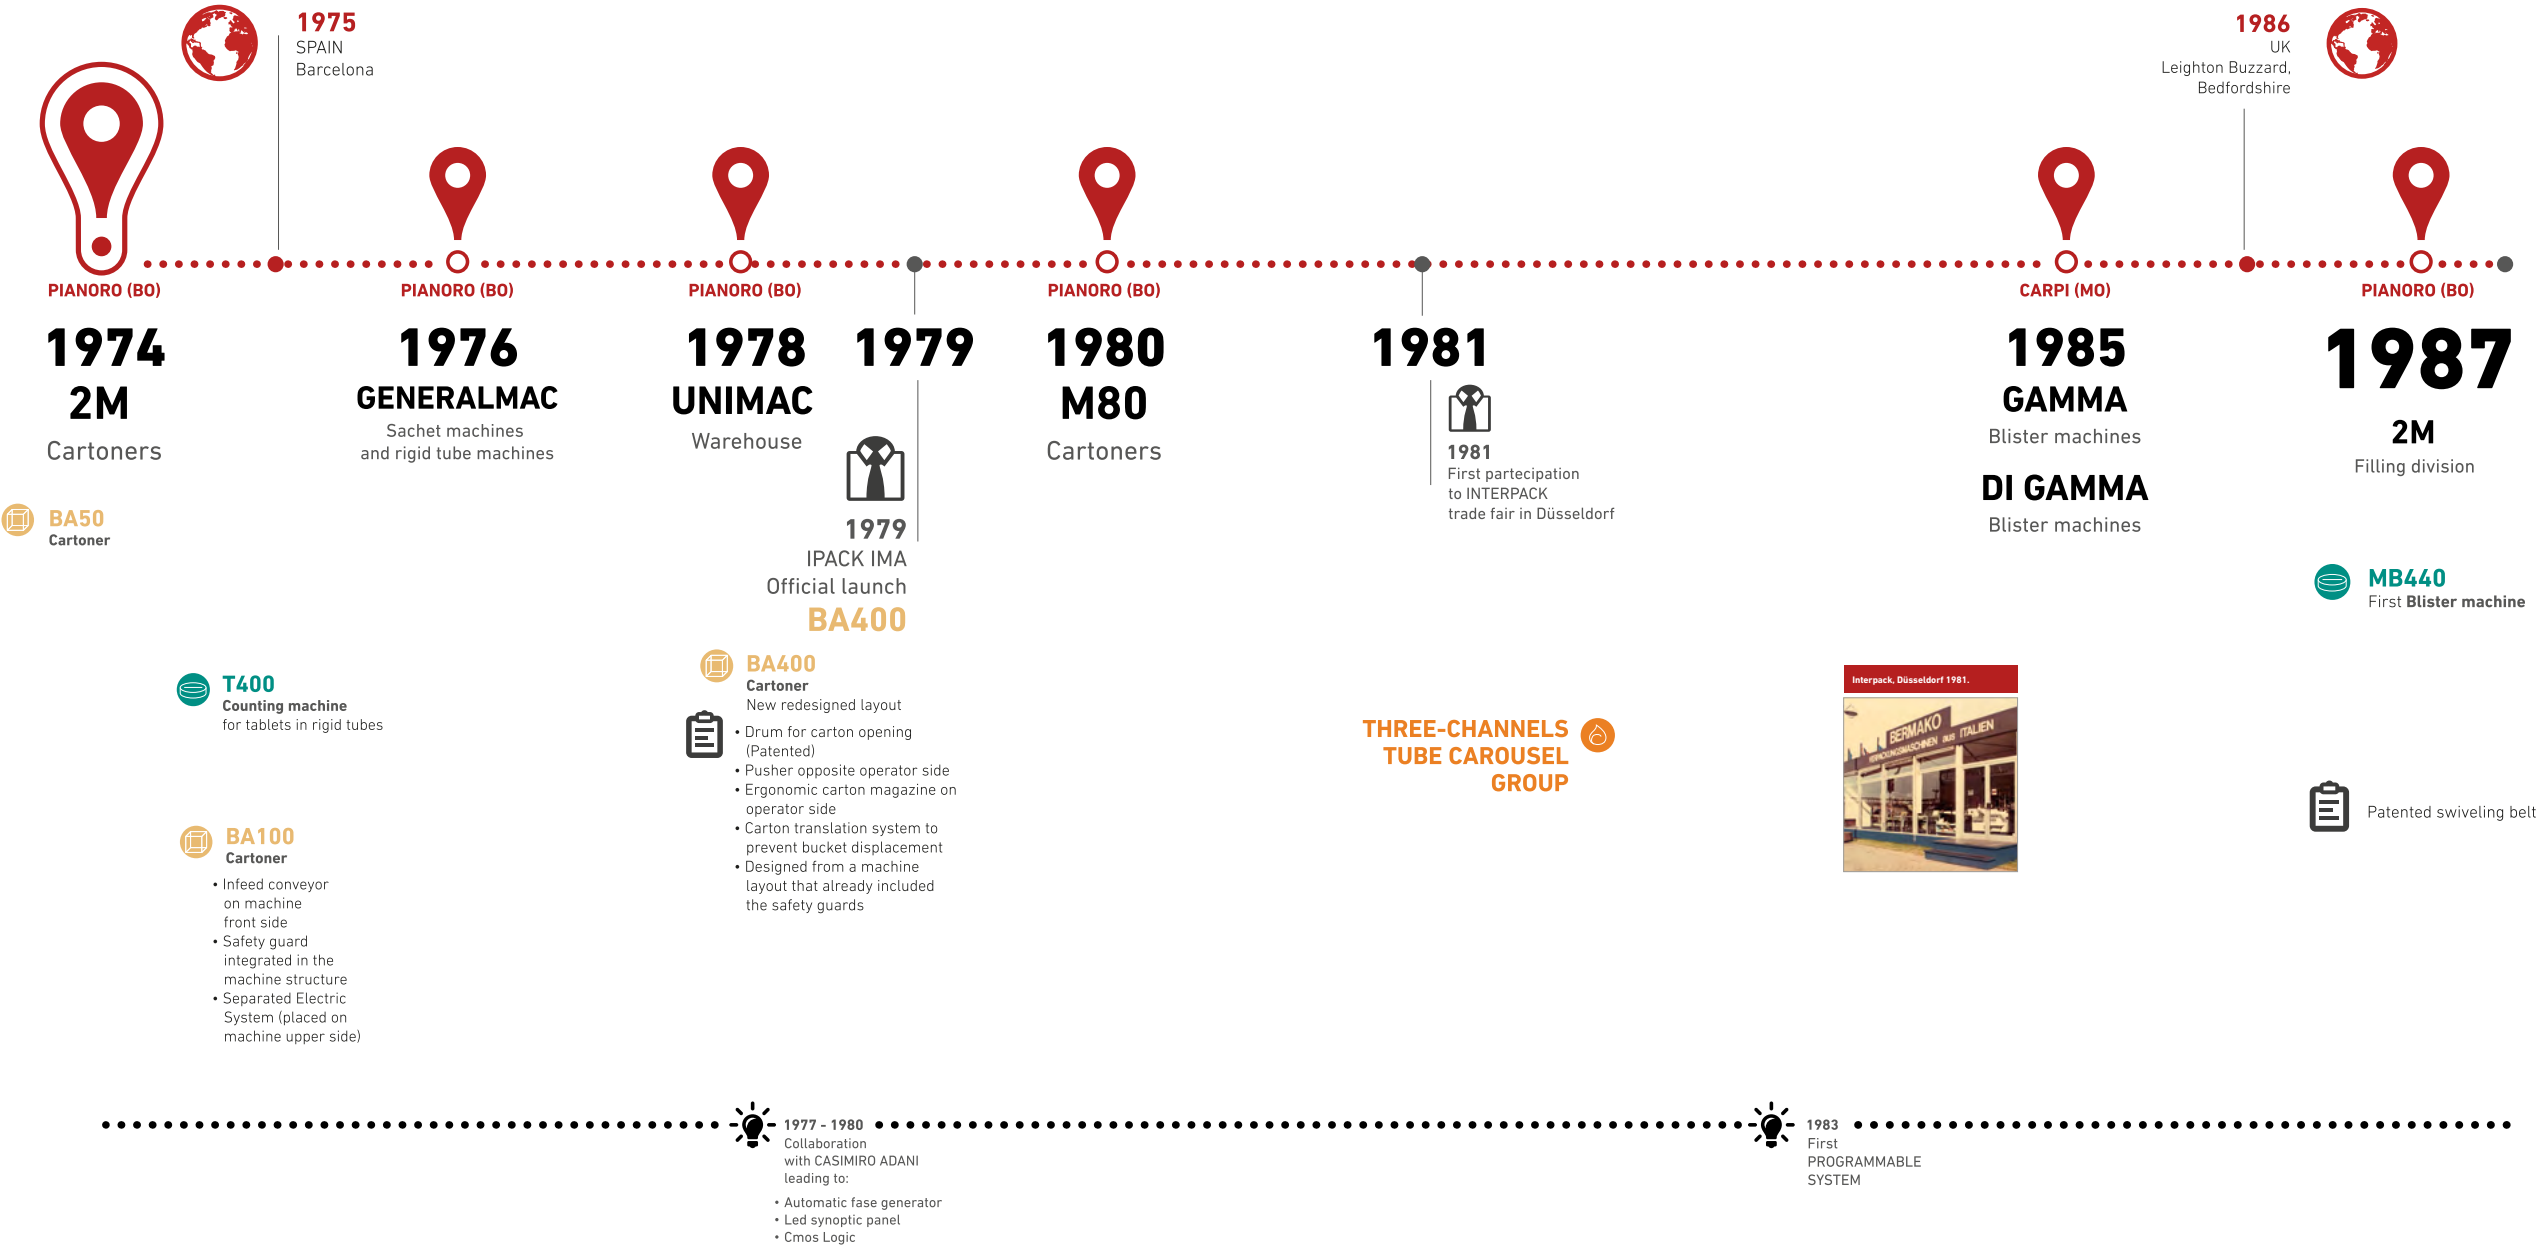 1975
SPAIN
Barcelona
1986
UK
Leighton Buzzard,
Bedfordshire
PIANORO (BO)
1974
2M
Cartoners
PIANORO (BO)
1976
GENERALMAC
Sachet machines
and rigid tube machines
PIANORO (BO)
1978
UNIMAC
Warehouse
1979
1979
IPACK IMA
Official launch
BA400
PIANORO (BO)
1980
M80
Cartoners
1981
1981
First partecipation
to INTERPACK
trade fair in Düsseldorf
CARPI (MO)
1985
GAMMA
Blister machines
DI GAMMA
Blister machines
PIANORO (BO)
1987
2M
Filling division
BA50
Cartoner
T400
Counting machine
for tablets in rigid tubes
BA100
Cartoner
• Infeed conveyor
on machine
front side
• Safety guard
integrated in the
machine structure
• Separated Electric
System (placed on
machine upper side)
BA400
Cartoner
New redesigned layout
• Drum for carton opening
(Patented)
• Pusher opposite operator side
• Ergonomic carton magazine on
operator side
• Carton translation system to
prevent bucket displacement
• Designed from a machine
layout that already included
the safety guards
THREE-CHANNELS
TUBE CAROUSEL
GROUP
Interpack, Düsseldorf 1981.
BERMAKO
VERPACKUNGSMASCHINEN aus ITALIEN
MB440
First Blister machine
Patented swiveling belt
1977 - 1980
Collaboration
with CASIMIRO ADANI
leading to:
• Automatic fase generator
• Led synoptic panel
• Cmos Logic
1983
First
PROGRAMMABLE
SYSTEM